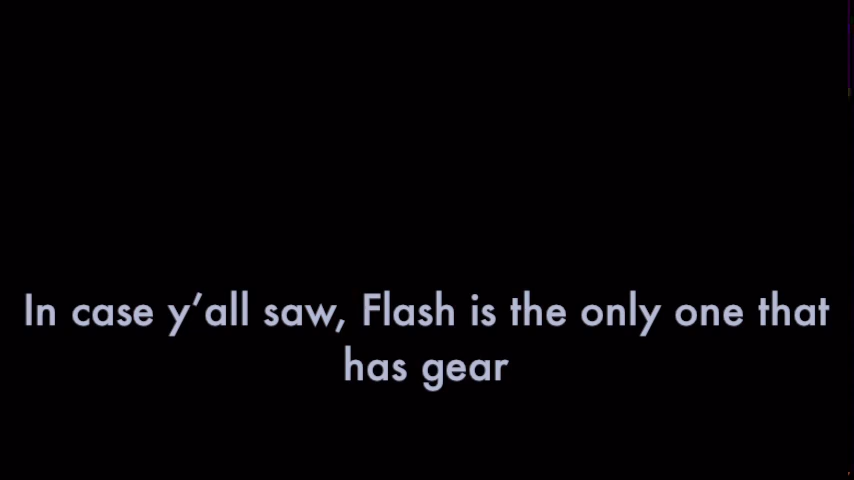 In case y’all saw, Flash is the only one that
has gear